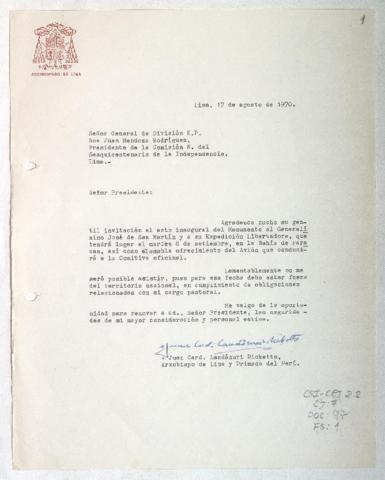 1
ARZOBISPADO DE LIMA
Lima, 17 de agosto de 1970.
Señor General de División E.P.
Don Juan Mendoza Rodríguez,
Presidente de la Comisión N. del
Sesquicentenario de la Independencia.
Lima.-
Señor Presidente:
Agradezco mucho su gen
til invitación al acto inaugural del Monumento al Generalí
simo José de San Martín y a su Expedición Libertadora, que
tendrá lugar el martes 8 de setiembre, en la Bahía de Para
cas, así como el amable ofrecimiento del Avión que conduci
rá a la Comitiva oficial.
Lamentablemente no me
será posible asistir, pues para esa fecha debo estar fuera
del territorio nacional, en cumplimiento de obligaciones
relacionadas con mi cargo pastoral.
Me valgo de la oportu-
nidad para renovar a Ud., Señor Presidente, las segurida-
des de mi mayor consideración y personal estima.
+Juan Card. Landázuri Ricketts
+Juan Card. Landázuri Ricketts,
Arzobispo de Lima y Primado del Perú.
CJ: 7
DOC: 97
FS: 1